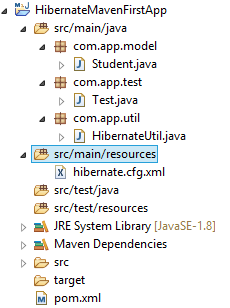 HibernateMavenFirstApp
src/main/java
com.app.model
Student.java
com.app.test
Test.java
com.app.util
HibernateUtil.java
src/main/resources
hibernate.cfg.xml
src/test/java
src/test/resources
JRE System Library [JavaSE-1.8]
Maven Dependencies
src
target
pom.xml